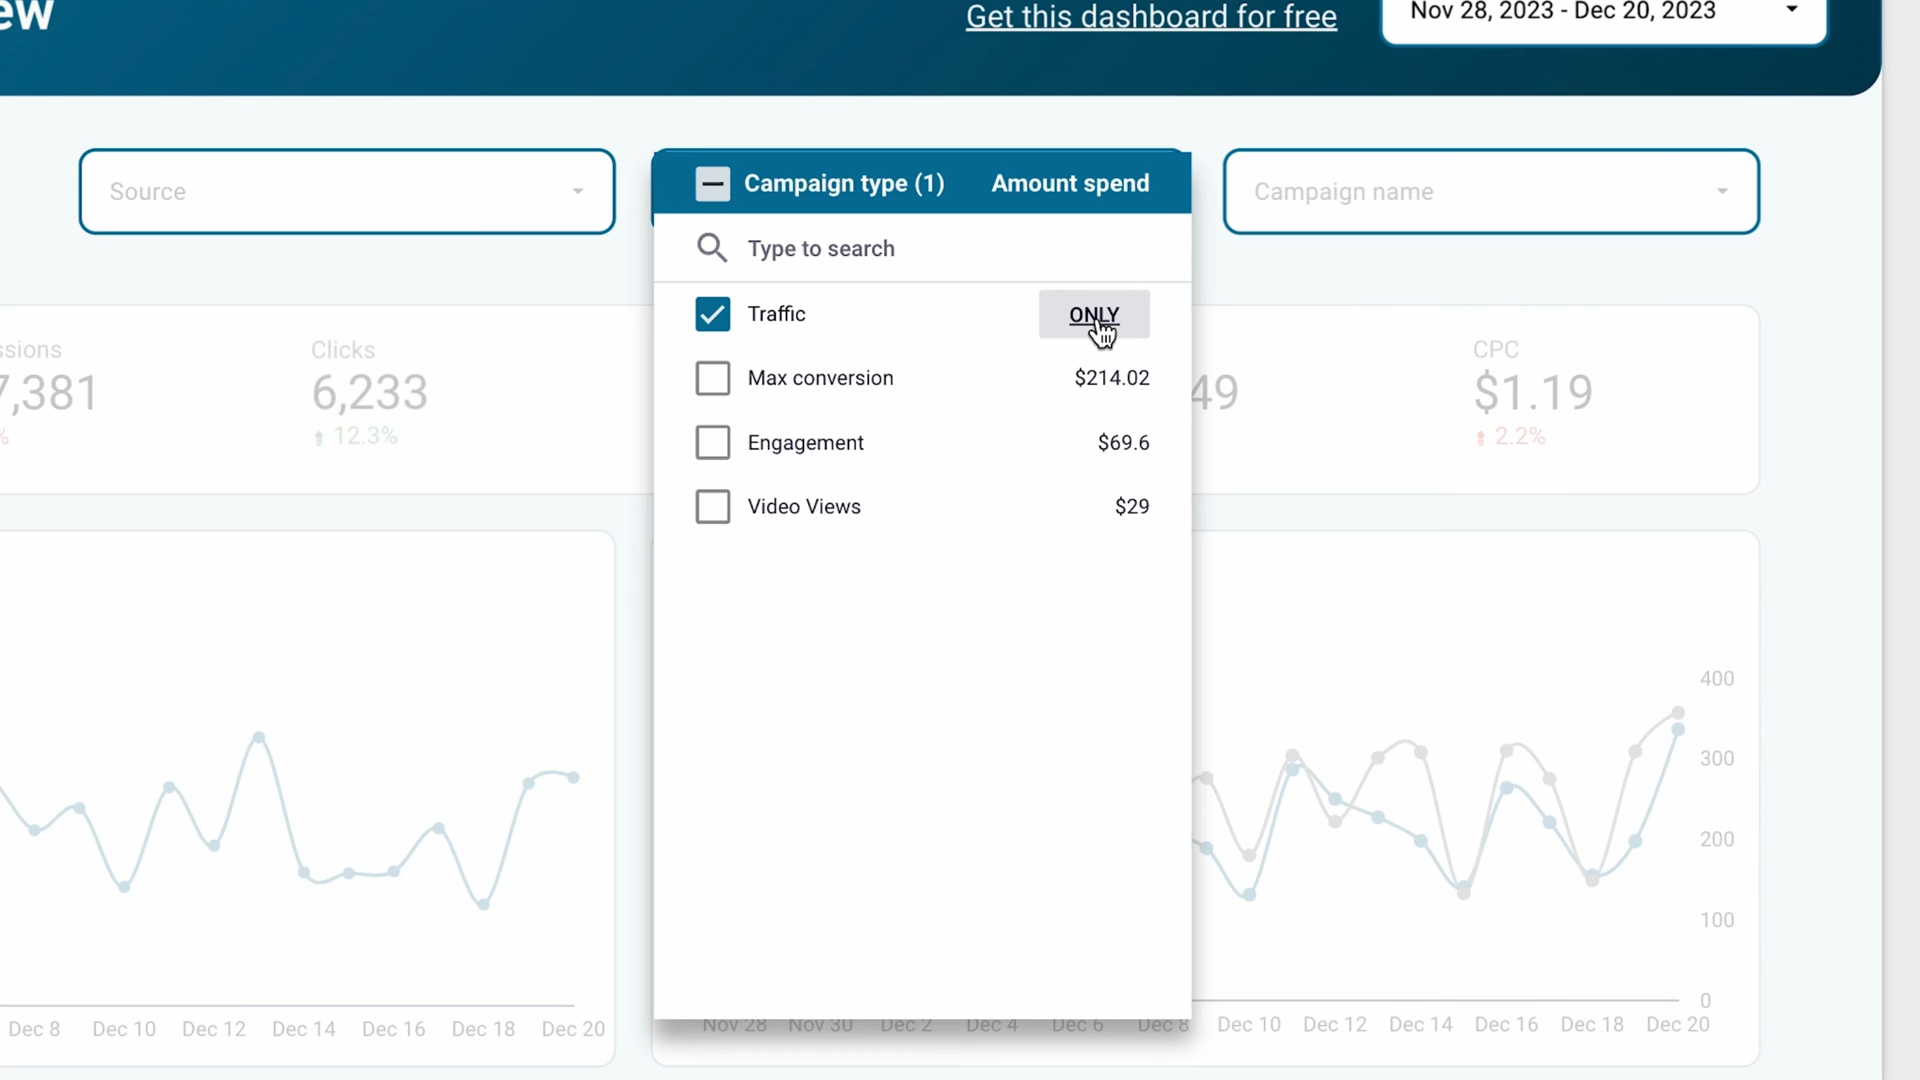 ew
Get this dashboard for free
Nov 28, 2023 - Dec 20, 2023
Source
Campaign type (1)
Amount spend
Campaign name
Type to search
Traffic
ONLY
Max conversion
$214.02
Engagement
$69.6
Video Views
$29
ssions
7,381
%
Clicks
6,233
12.3%
49
CPC
$1.19
2.2%
400
300
200
100
0
Dec 8 Dec 10 Dec 12 Dec 14 Dec 16 Dec 18 Dec 20
Nov 28 Nov 30 Dec 2 Dec 4 Dec 6 Dec 8 Dec 10 Dec 12 Dec 14 Dec 16 Dec 18 Dec 20